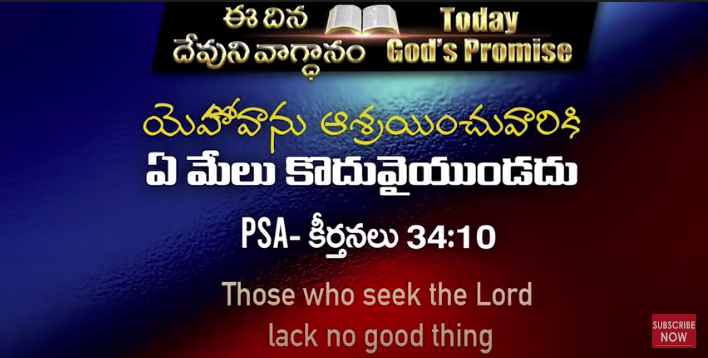 ఈ దిన Today
దేవుని వాగ్ధానం God's Promise
యెహోవాను ఆశ్రయించువారికి
ఏ మేలు కొదువైయుండదు
PSA- కీర్తనలు 34:10
Those who seek the Lord
lack no good thing
SUBSCRIBE
NOW